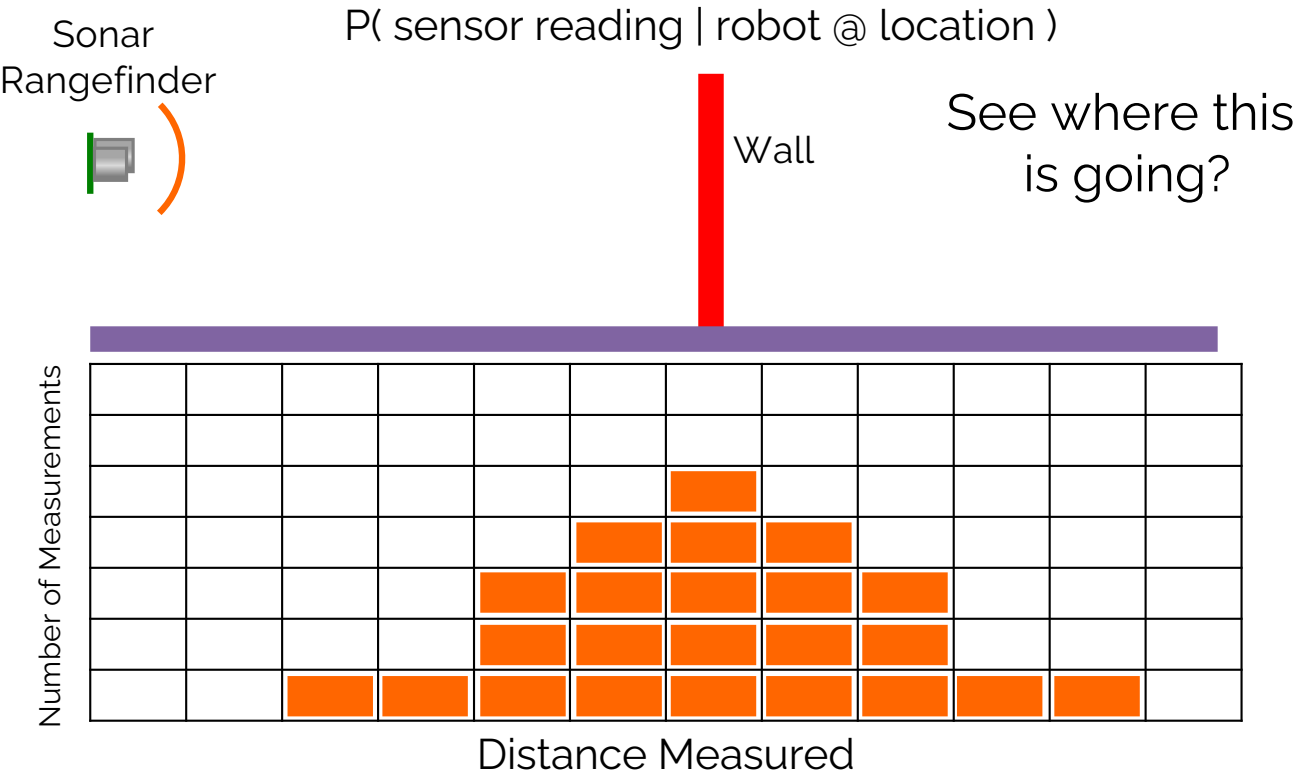 Sonar
Rangefinder
P( sensor reading | robot @ location )
Wall
See where this
is going?
Number of Measurements
Distance Measured